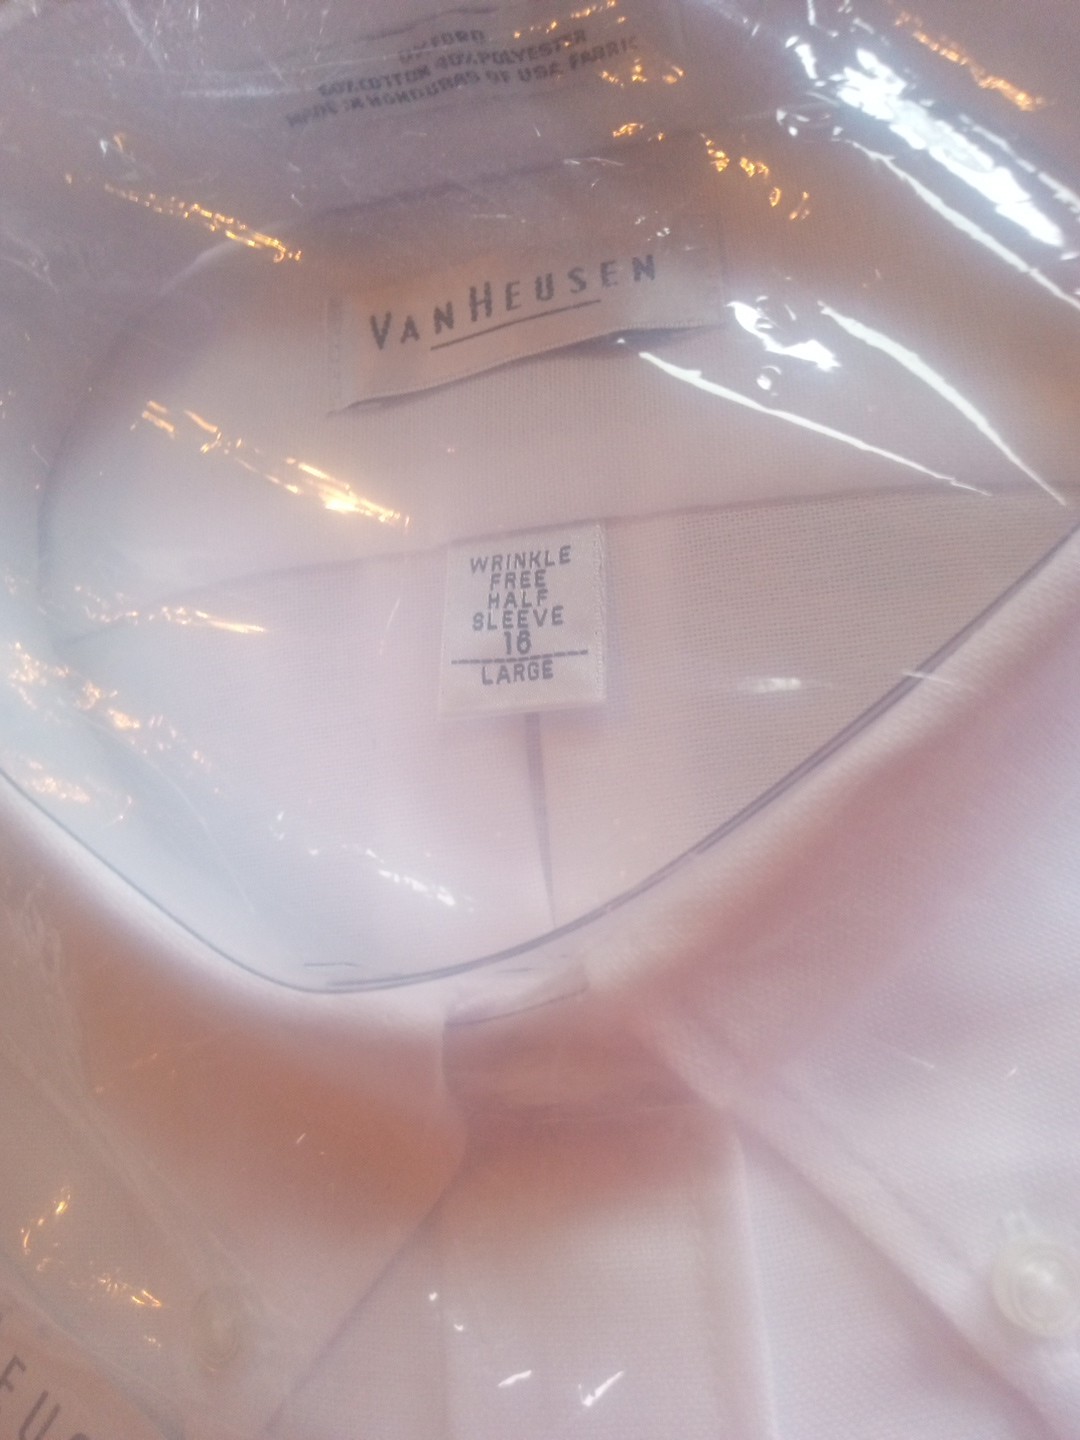 OXFORD
60% COTTON 40% POLYESTER
MADE IN HONDURAS OF USA FABRIC
VAN HEUSEN
WRINKLE
FREE
HALF
SLEEVE
16
LARGE
EUS